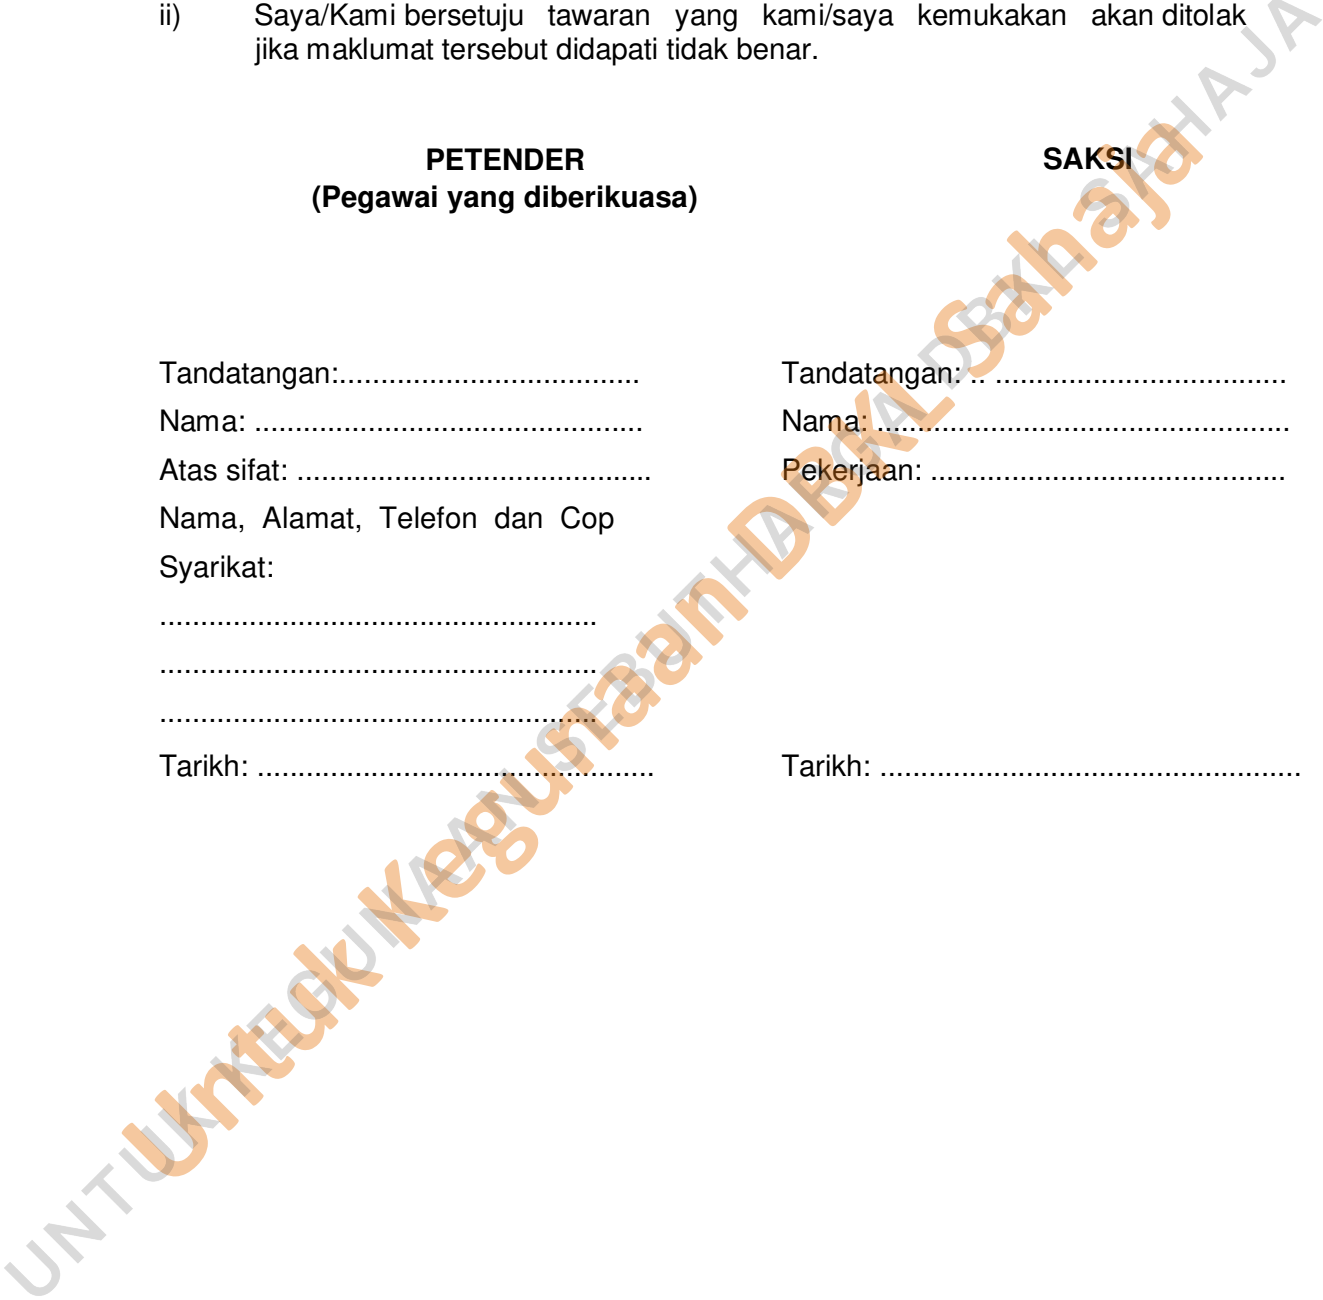 ii) Saya/Kami bersetuju tawaran yang kami/saya kemukakan akan ditolak
jika maklumat tersebut didapati tidak benar.
PETENDER
(Pegawai yang diberikuasa)
SAKSI
Tandatangan:....................................
Nama: ................................................
Atas sifat: ............................................
Nama, Alamat, Telefon dan Cop
Syarikat:
......................................................
......................................................
......................................................
Tarikh: .................................................
Tandatangan: .. ....................................
Nama: ...................................................
Pekerjaan: ............................................
Tarikh: ....................................................
Untuk Kegunaan DBKL Sahaja
UNTUK KEGUNAAN SEBUTHARGA DBKL SAHAJA